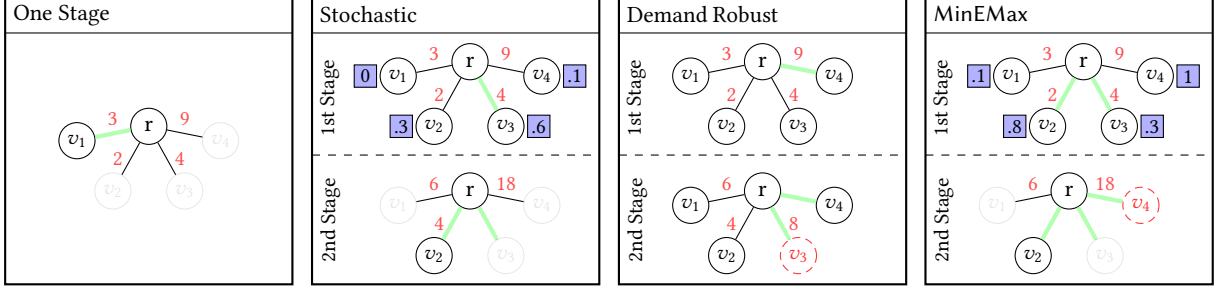 One Stage
3
9
r
v1
v4
2
4
v2
v3
Stochastic
1st Stage
3
9
r
0
v1
v4
.1
2
4
.3
v2
v3
.6
2nd Stage
6
18
r
v1
v4
4
v2
v3
Demand Robust
1st Stage
3
9
r
v1
v4
2
4
v2
v3
2nd Stage
6
r
v1
v4
4
8
v2
v3
MinEMax
1st Stage
3
9
r
.1
v1
v4
1
2
4
.8
v2
v3
.3
2nd Stage
6
18
r
v1
v4
v2
v3